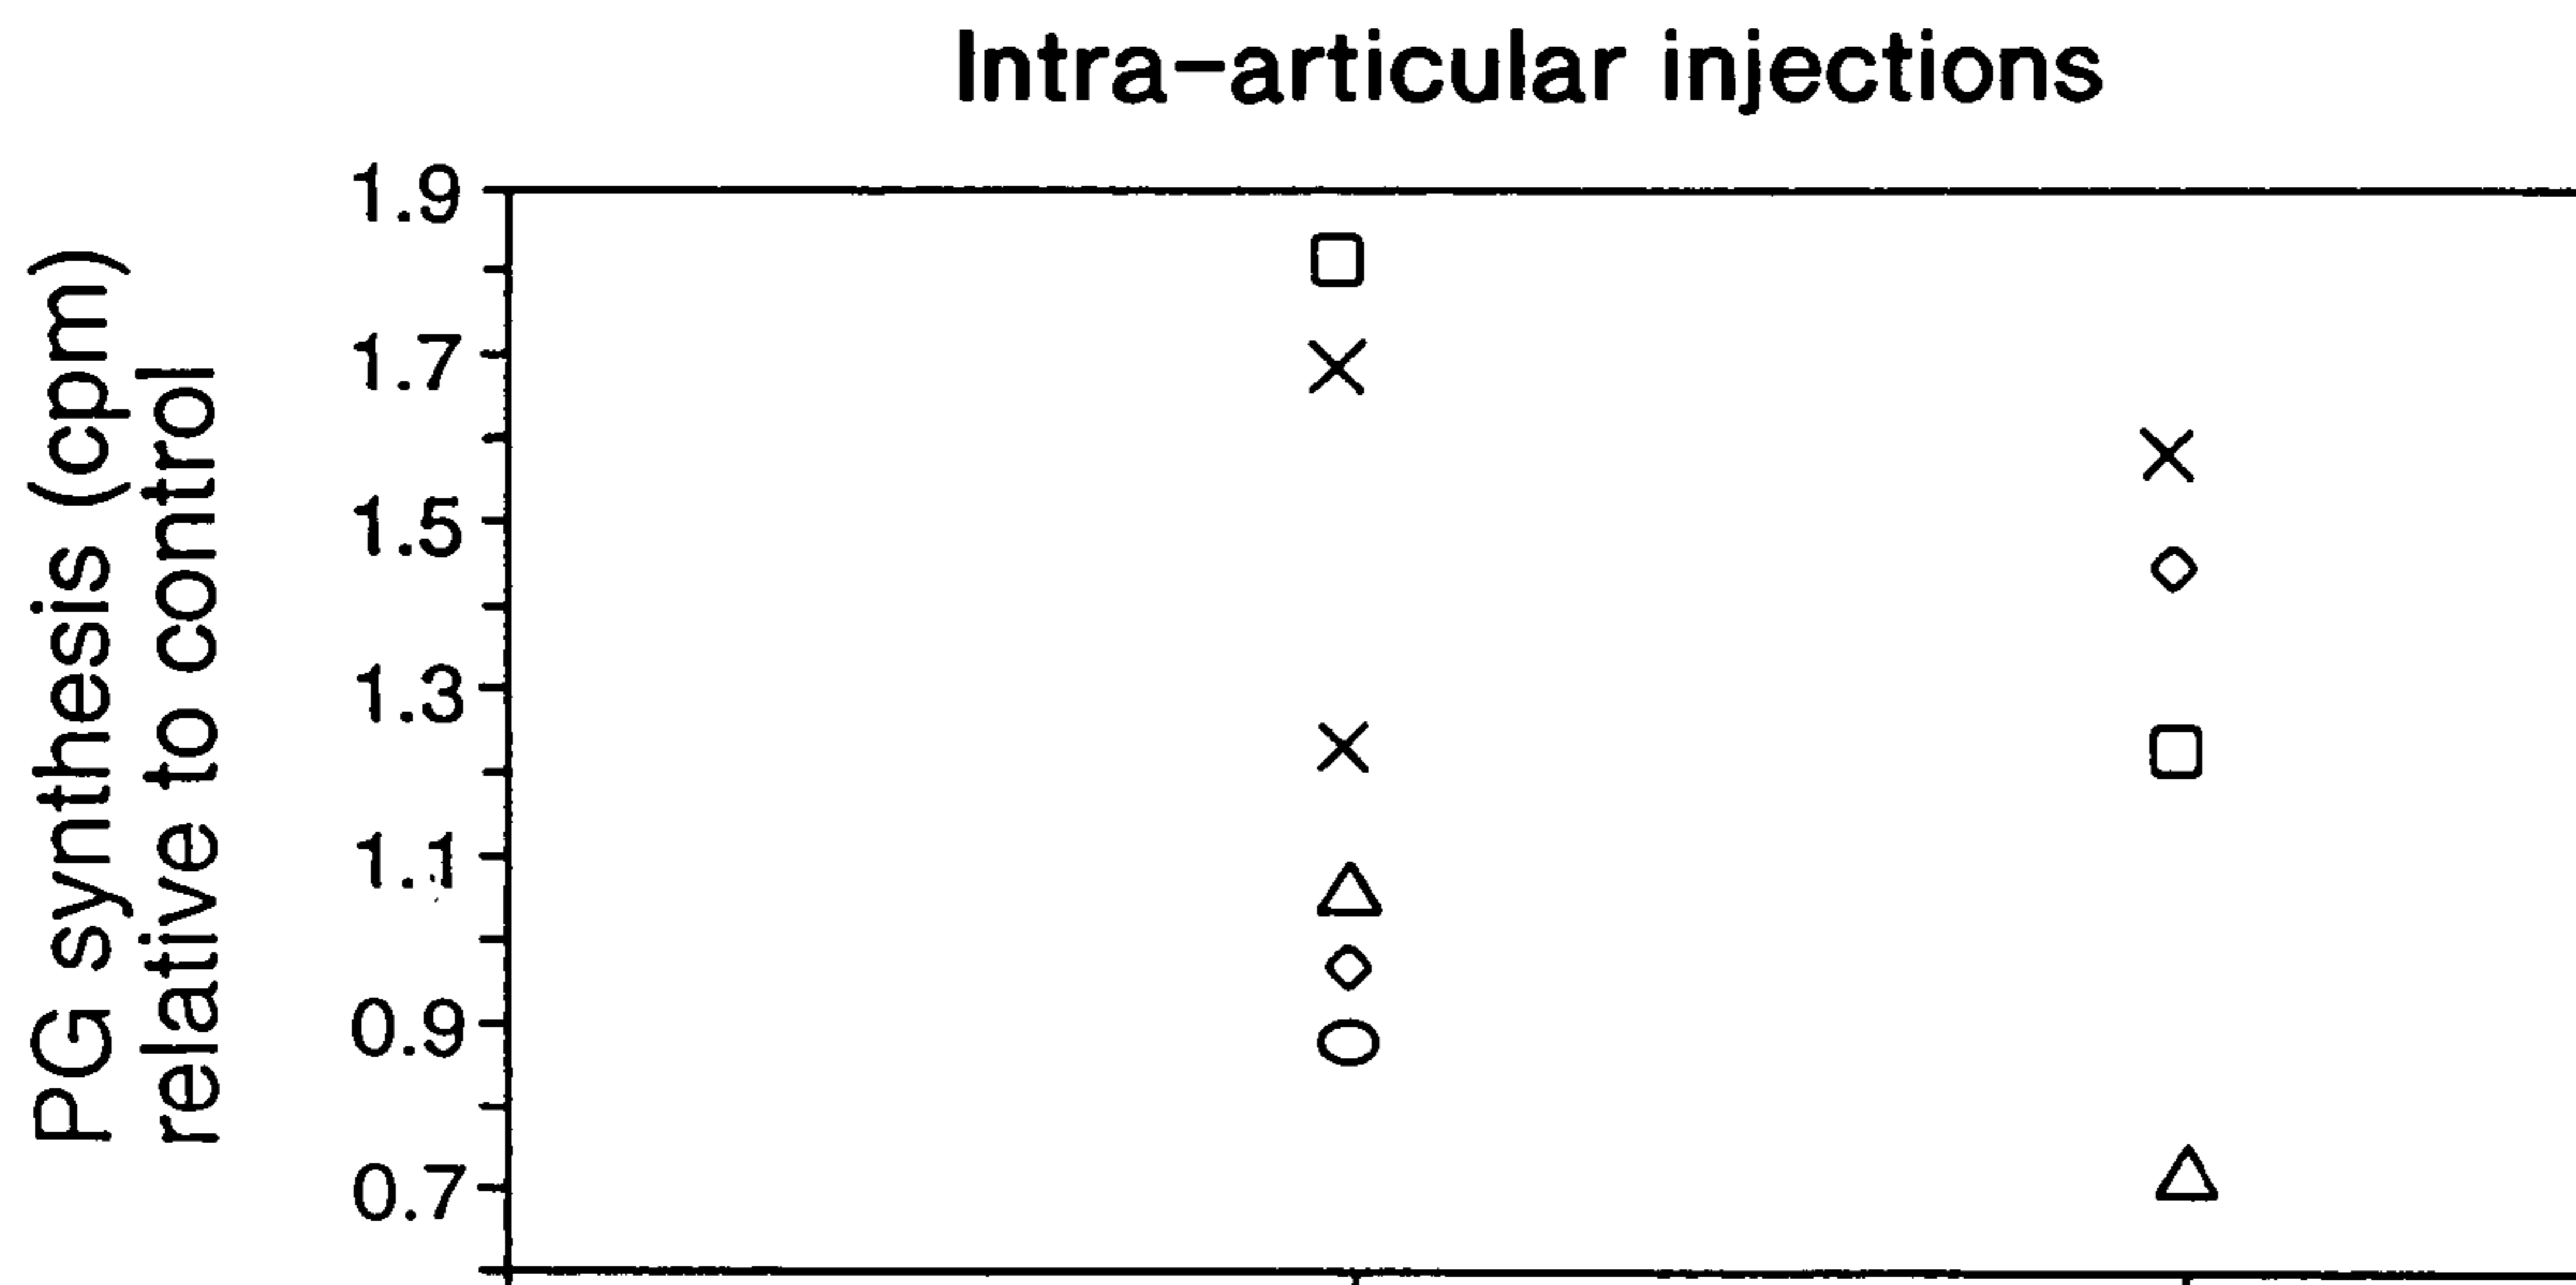 Intra-articular injections
PG synthesis (cpm)
relative to control
1.9
1.7
1.5
1.3
1.1
0.9
0.7